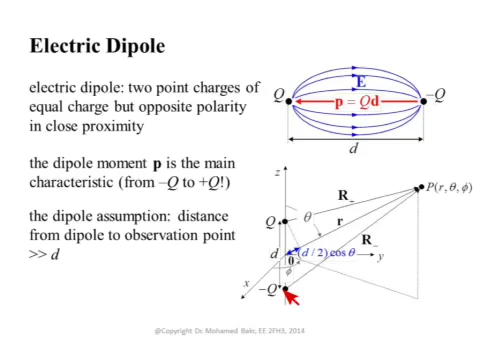 Electric Dipole
electric dipole: two point charges of
equal charge but opposite polarity
in close proximity
the dipole moment p is the main
characteristic (from –Q to +Q!)
the dipole assumption: distance
from dipole to observation point
>> d
E
Q
–Q
p = Qd
d
z
R+
P(r, θ, ϕ)
Q
θ
r
R−
d
(d / 2) cos θ
0
y
ϕ
x
−Q
@Copyright Dr. Mohamed Bakr, EE 2FH3, 2014